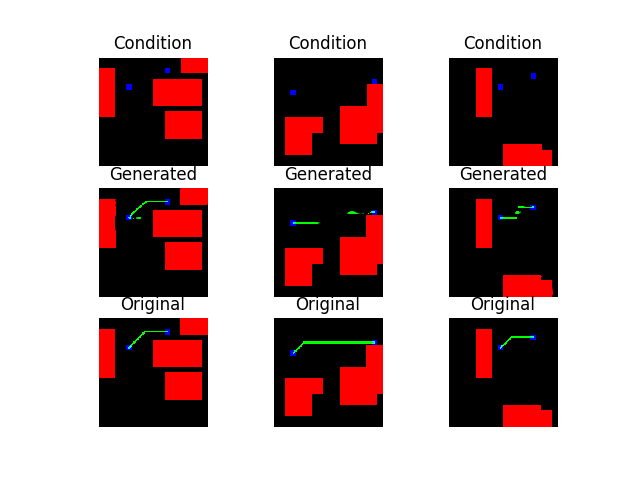 Condition Condition Condition
Generated Generated Generated
Original Original Original